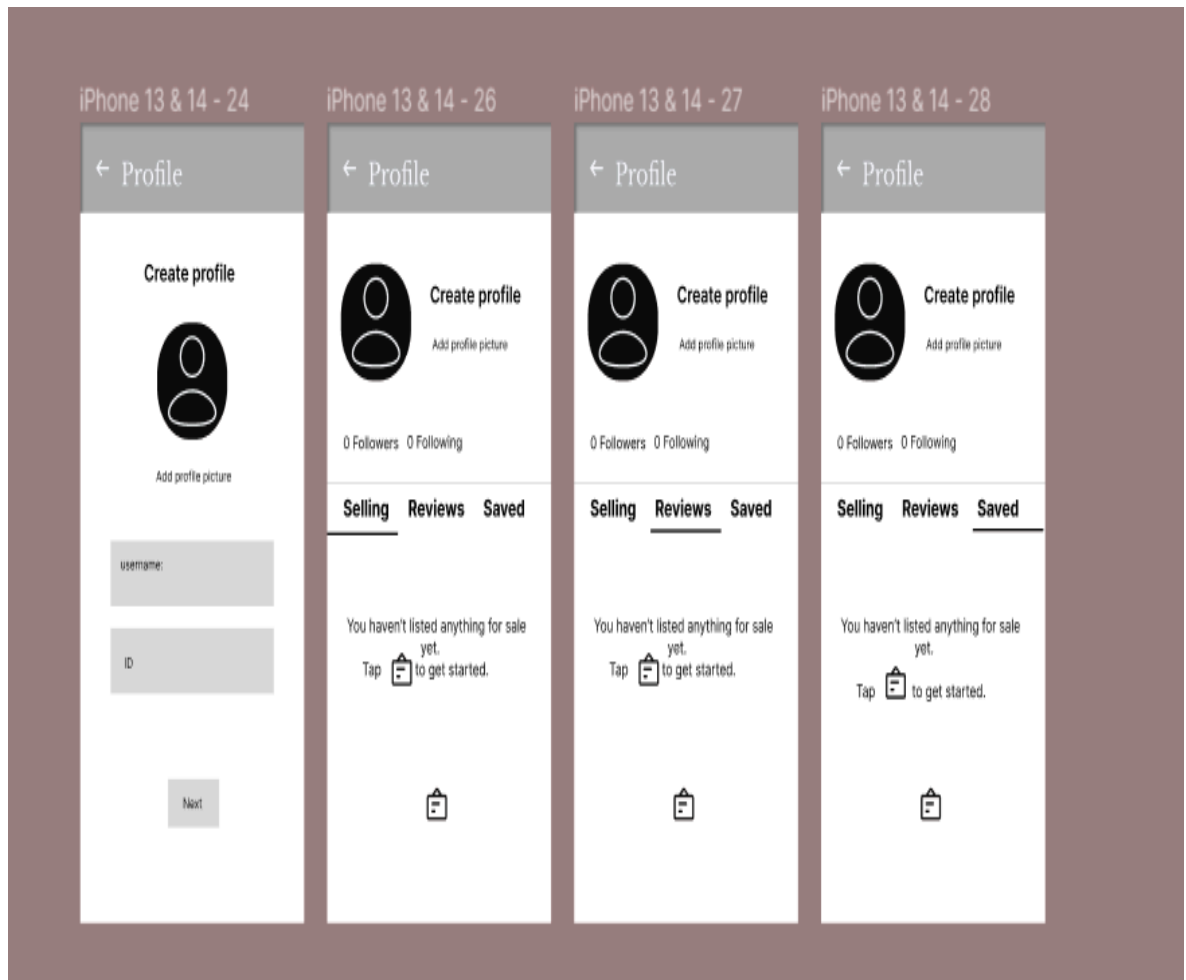 iPhone 13 & 14 - 24
Profile
Create profile
Add profile picture
username:
ID
Next
iPhone 13 & 14 - 26
Profile
Create profile
Add profile picture
0 Followers 0 Following
Selling Reviews Saved
You haven't listed anything for sale
yet.
Tap to get started.
iPhone 13 & 14 - 27
Profile
Create profile
Add profile picture
0 Followers 0 Following
Selling Reviews Saved
You haven't listed anything for sale
yet.
Tap to get started.
iPhone 13 & 14 - 28
Profile
Create profile
Add profile picture
0 Followers 0 Following
Selling Reviews Saved
You haven't listed anything for sale
yet.
Tap to get started.